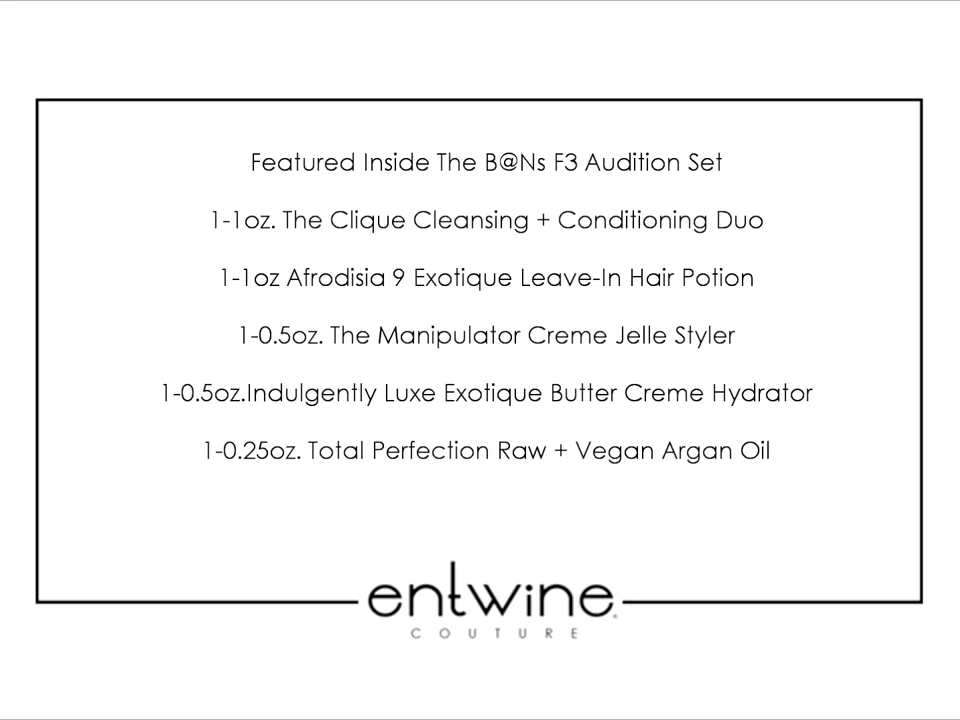 Featured Inside The B@Ns F3 Audition Set
1-1oz. The Clique Cleansing + Conditioning Duo
1-1oz Afrodisia 9 Exotique Leave-In Hair Potion
1-0.5oz. The Manipulator Creme Jelle Styler
1-0.5oz.Indulgently Luxe Exotique Butter Creme Hydrator
1-0.25oz. Total Perfection Raw + Vegan Argan Oil
entwine
COUTURE